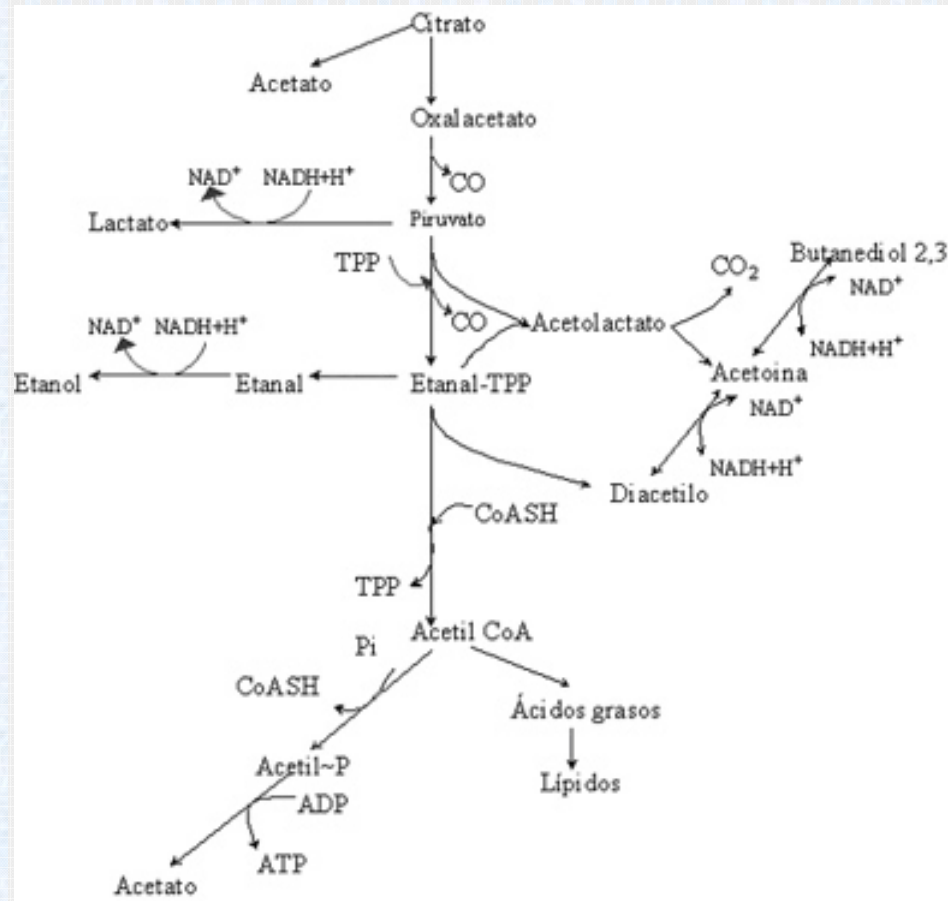 Citrato
Acetato
Oxalacetato
CO
NAD+ NADH+H+
Lactato
Piruvato
TPP
CO
Acetolactato
CO2
Butanediol 2,3
NAD+
NADH+H+
NAD+ NADH+H+
Etanol
Etanal
Etanal-TPP
Acetoina
NAD+
NADH+H+
Diacetilo
CoASH
TPP
Acetil CoA
Pi
CoASH
Ácidos grasos
Acetil~P
Lípidos
ADP
ATP
Acetato